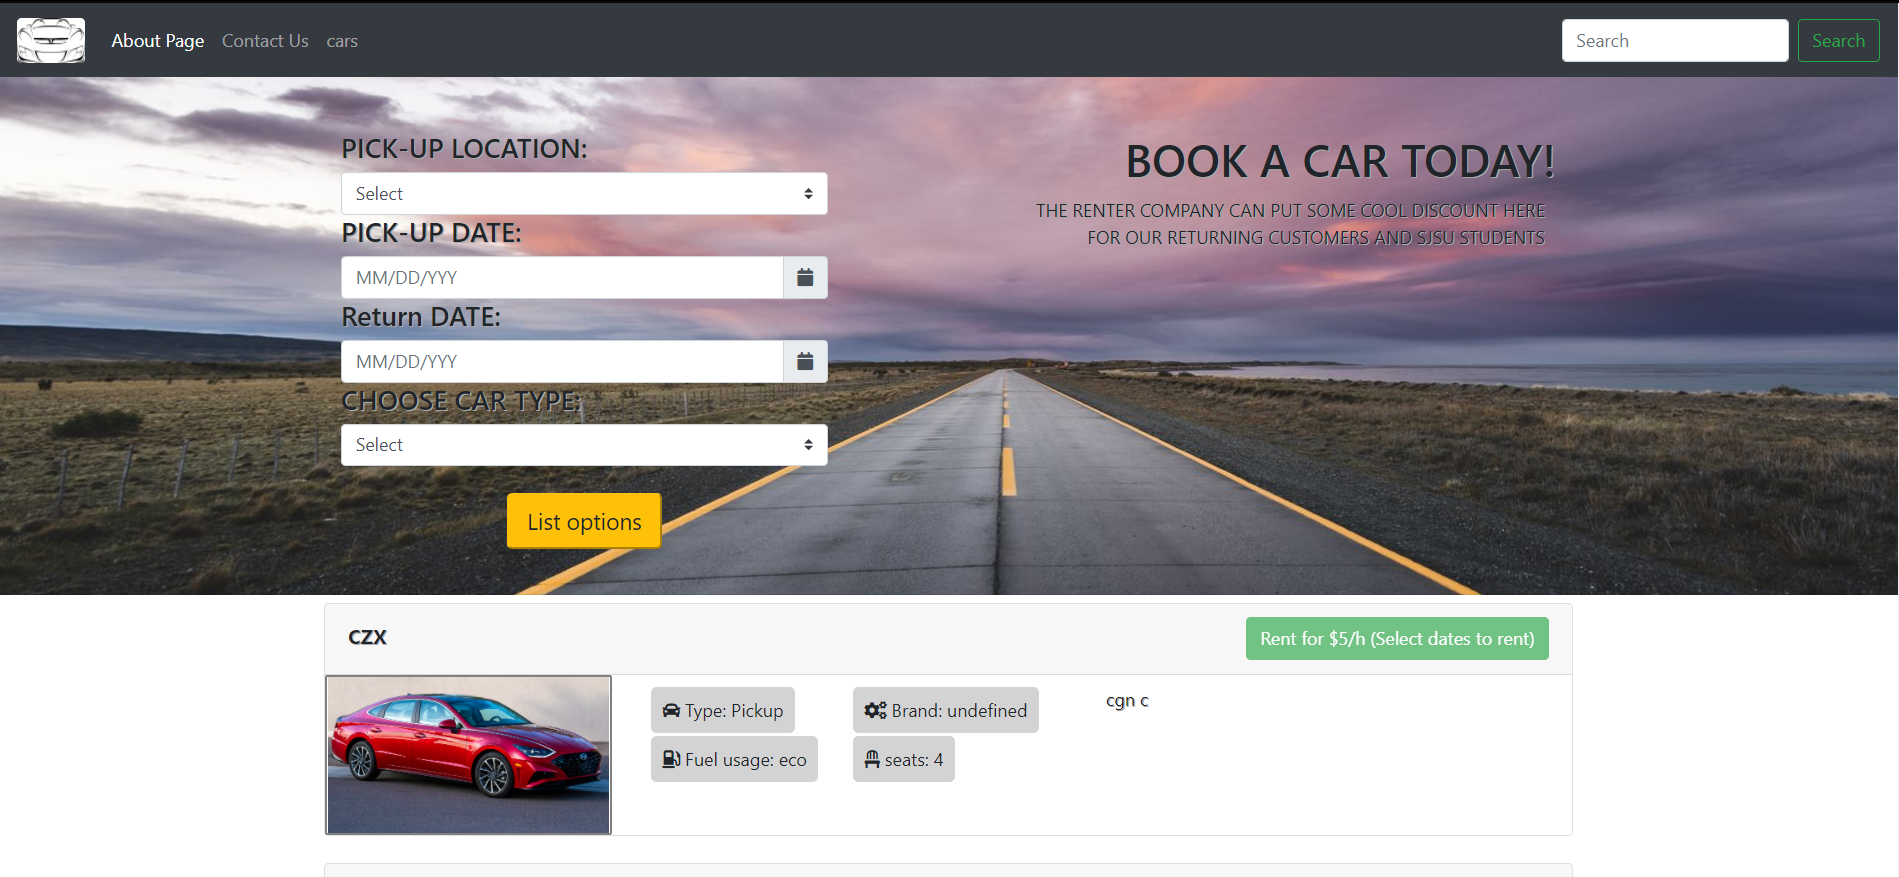 About Page Contact Us cars Search Search
PICK-UP LOCATION:
Select
PICK-UP DATE:
MM/DD/YYY
Return DATE:
MM/DD/YYY
CHOOSE CAR TYPE:
Select
List options
BOOK A CAR TODAY!
THE RENTER COMPANY CAN PUT SOME COOL DISCOUNT HERE
FOR OUR RETURNING CUSTOMERS AND SJSU STUDENTS
CZX
Rent for $5/h (Select dates to rent)
Type: Pickup
Brand: undefined
cgn c
Fuel usage: eco
seats: 4